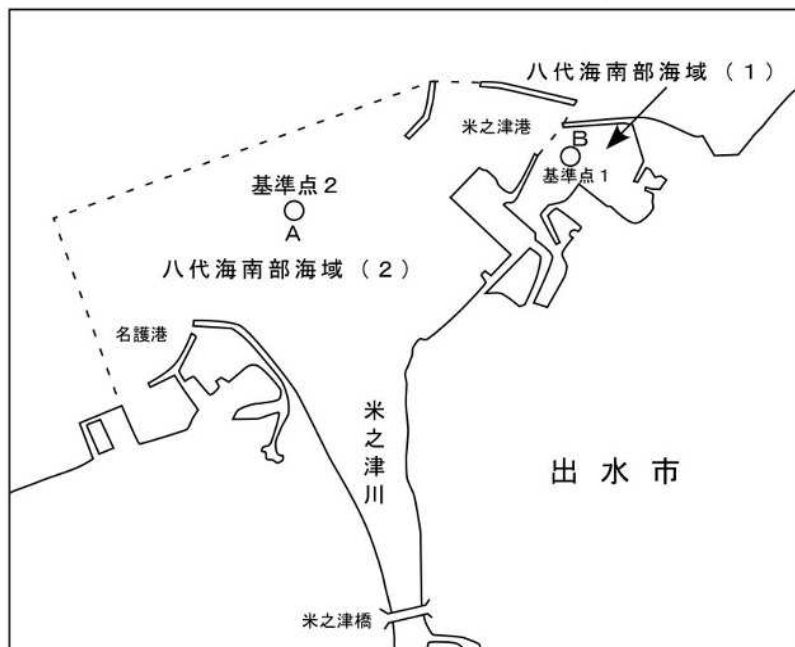 八代海南部海域（1）
米之津港
B
基準点1
基準点2
A
八代海南部海域（2）
名護港
米之津川
出水市
米之津橋